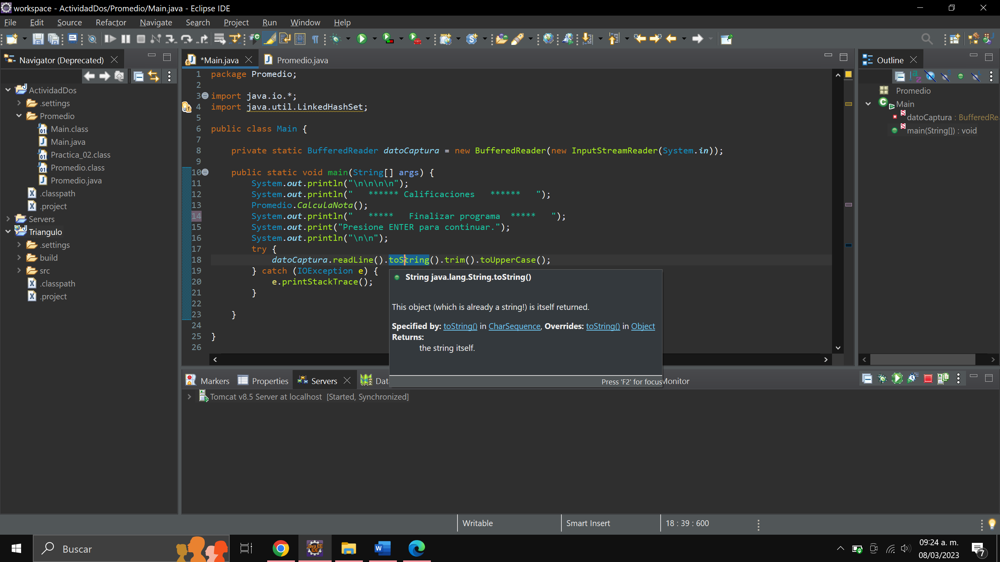 workspace - ActividadDos/Promedio/Main.java - Eclipse IDE
File Edit Source Refactor Navigate Search Project Run Window Help
Navigator (Deprecated)
ActividadDos
.settings
Promedio
Main.class
Main.java
Practica_02.class
Promedio.class
Promedio.java
.classpath
.project
Servers
Triangulo
.settings
build
src
.classpath
.project
*Main.java Promedio.java
1 package Promedio;
2
3 import java.io.*;
4 import java.util.LinkedHashSet;
5
6 public class Main {
7
8 private static BufferedReader datoCaptura = new BufferedReader(new InputStreamReader(System.in));
9
10 public static void main(String[] args) {
11 System.out.println("\n\n\n\n");
12 System.out.println("   ****** Calificaciones   ******   ");
13 Promedio.CalculaNota();
14 System.out.println("   *****   Finalizar programa  *****   ");
15 System.out.print("Presione ENTER para continuar.");
16 System.out.println("\n\n");
17 try {
18 datoCaptura.readLine().toString().trim().toUpperCase();
19 } catch (IOException e) {
20 e.printStackTrace();
21 }
22
23 }
24
25 }
26
String java.lang.String.toString()
This object (which is already a string!) is itself returned.
Specified by: toString() in CharSequence, Overrides: toString() in Object
Returns:
the string itself.
Press 'F2' for focus
Outline
Promedio
Main
datoCaptura : BufferedRe
main(String[]) : void
Markers Properties Servers Dat Monitor
Tomcat v8.5 Server at localhost [Started, Synchronized]
Writable Smart Insert 18 : 39 : 600
Buscar
09:24 a. m.
08/03/2023
7